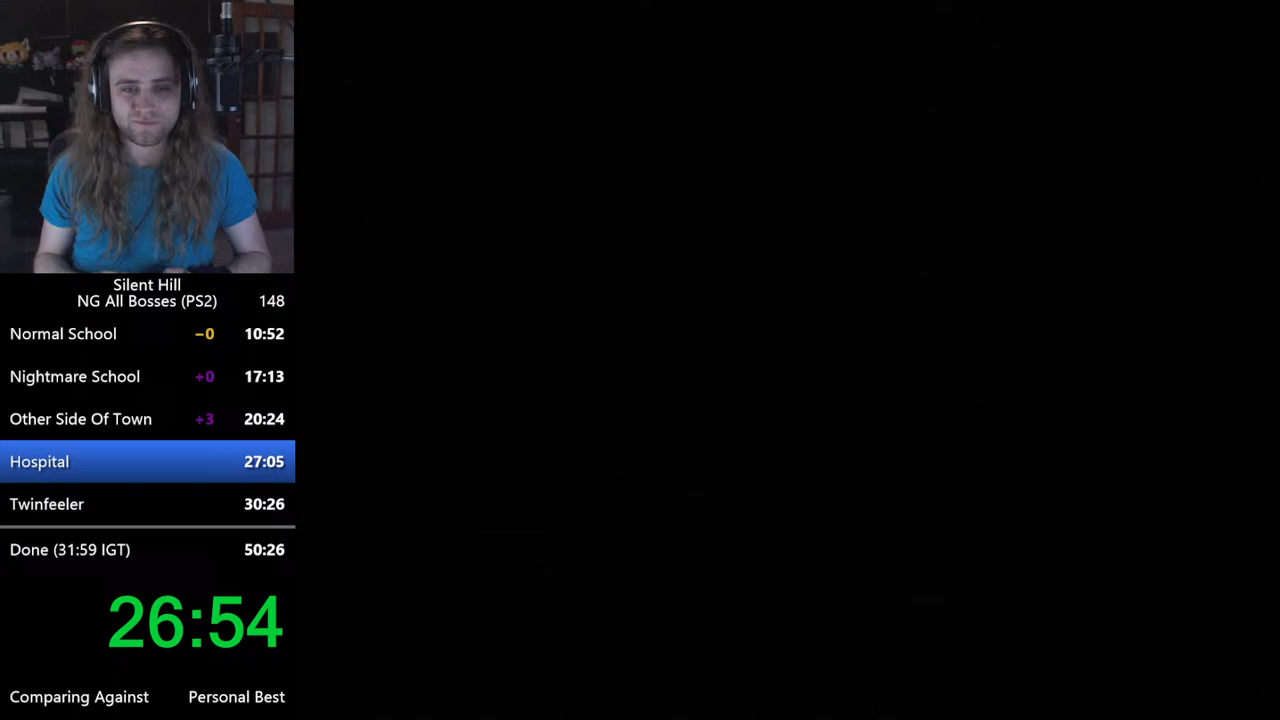 Silent Hill
NG All Bosses (PS2) 148
Normal School −0 10:52
Nightmare School +0 17:13
Other Side Of Town +3 20:24
Hospital 27:05
Twinfeeler 30:26
Done (31:59 IGT) 50:26
26:54
Comparing Against Personal Best